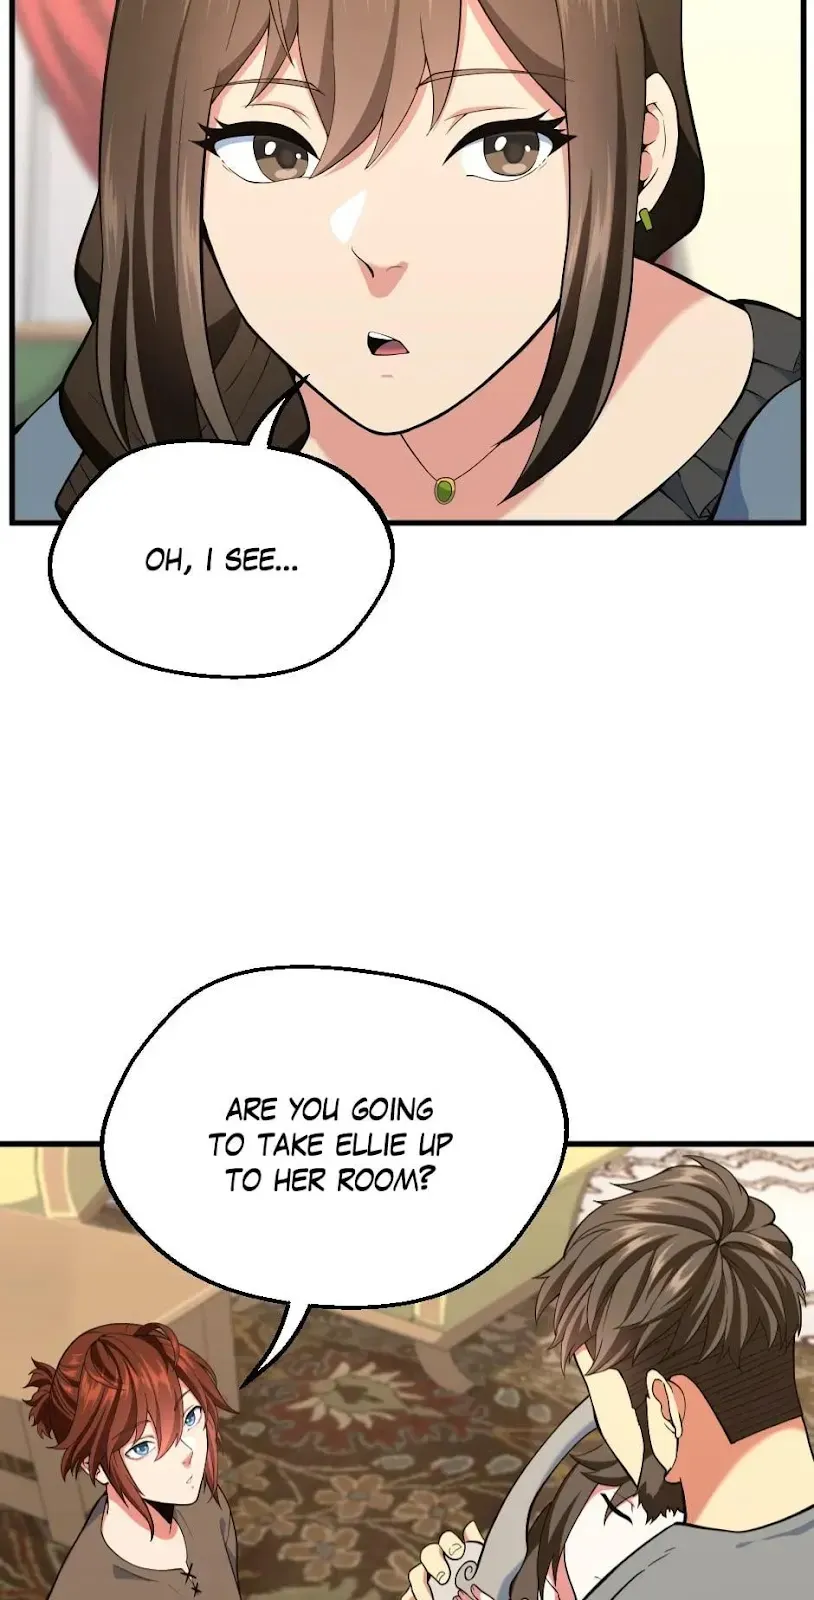 OH, I SEE...
ARE YOU GOING
TO TAKE ELLIE UP
TO HER ROOM?